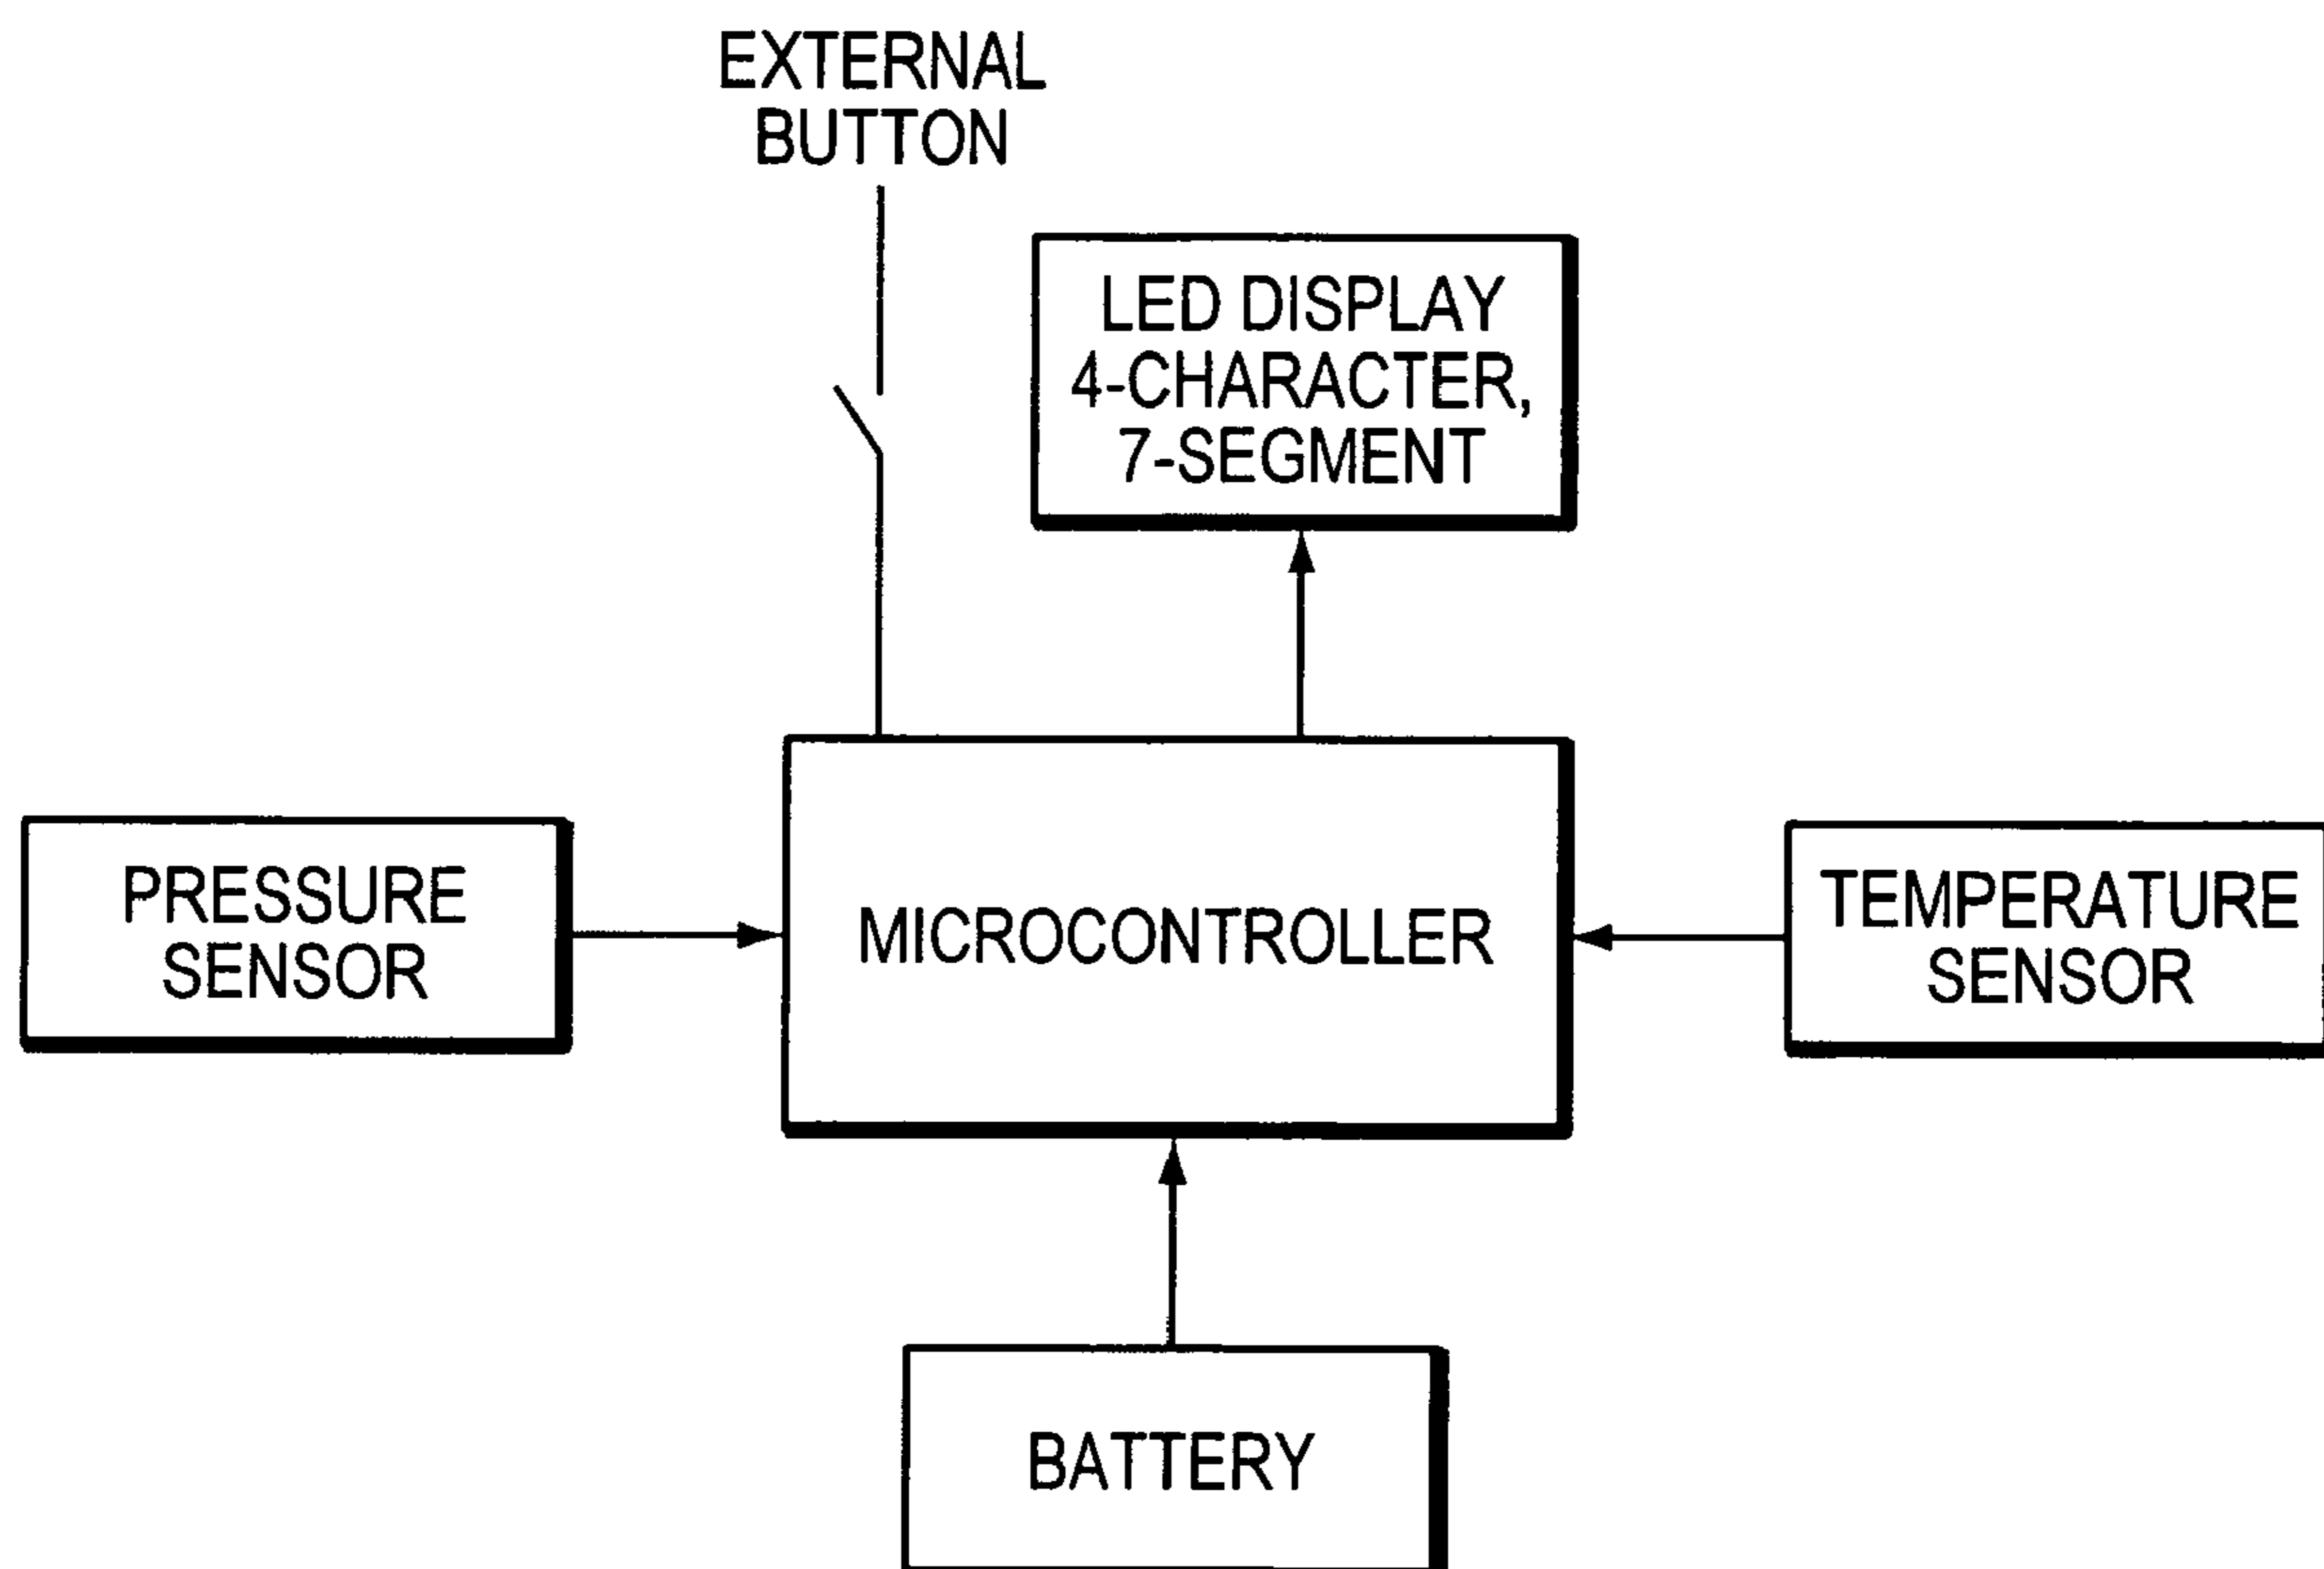 EXTERNAL
BUTTON
LED DISPLAY
4-CHARACTER,
7-SEGMENT
PRESSURE
SENSOR
MICROCONTROLLER
TEMPERATURE
SENSOR
BATTERY